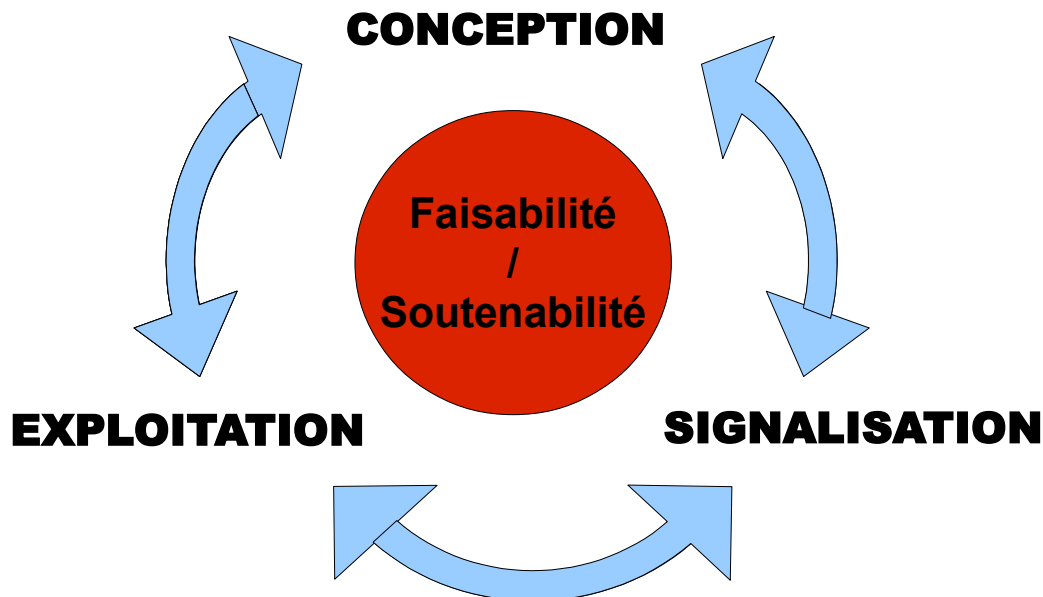 CONCEPTION
Faisabilité
/
Soutenabilité
EXPLOITATION
SIGNALISATION